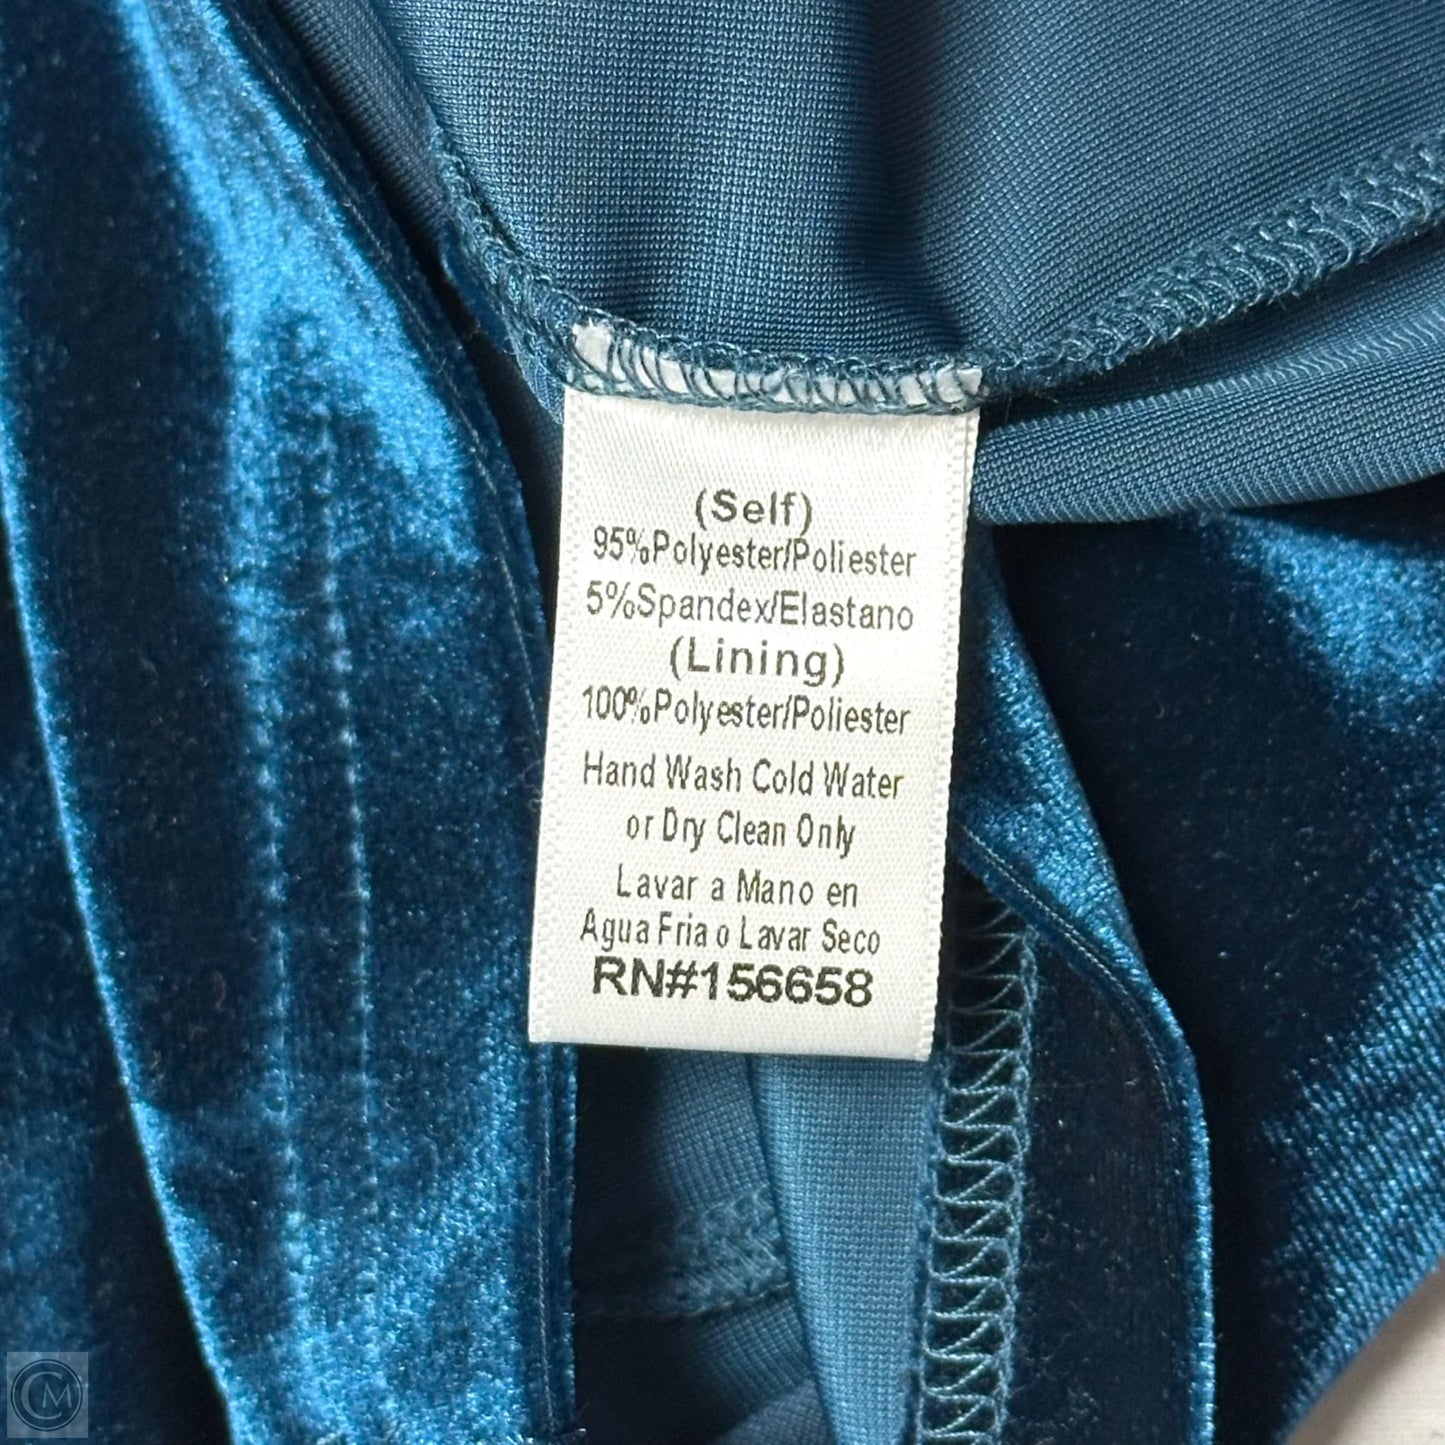 (Self)
95%Polyester/Poliester
5%Spandex/Elastano
(Lining)
100%Polyester/Poliester
Hand Wash Cold Water
or Dry Clean Only
Lavar a Mano en
Agua Fria o Lavar Seco
RN#156658
CM